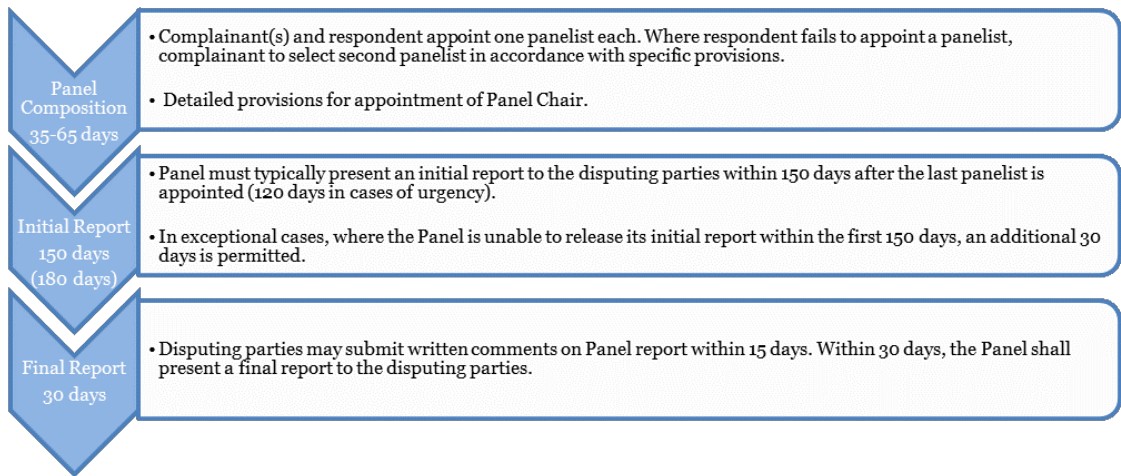 Panel
Composition
35-65 days
• Complainant(s) and respondent appoint one panelist each. Where respondent fails to appoint a panelist,
complainant to select second panelist in accordance with specific provisions.
• Detailed provisions for appointment of Panel Chair.
Initial Report
150 days
(180 days)
• Panel must typically present an initial report to the disputing parties within 150 days after the last panelist is
appointed (120 days in cases of urgency).
• In exceptional cases, where the Panel is unable to release its initial report within the first 150 days, an additional 30
days is permitted.
Final Report
30 days
• Disputing parties may submit written comments on Panel report within 15 days. Within 30 days, the Panel shall
present a final report to the disputing parties.